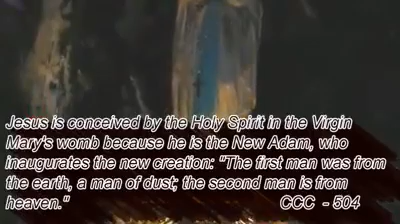 Jesus is conceived by the Holy Spirit in the Virgin
Mary's womb because he is the New Adam, who
inaugurates the new creation: "The first man was from
the earth, a man of dust; the second man is from
heaven." CCC - 504